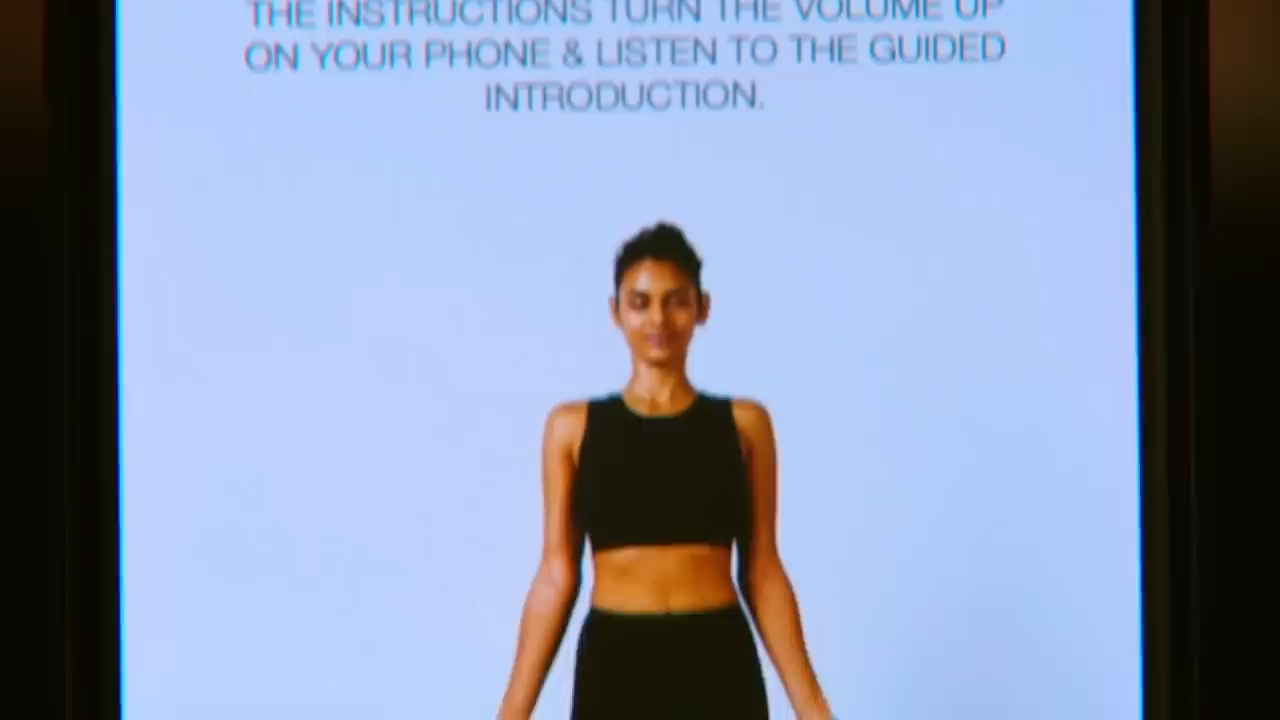 THE INSTRUCTIONS TURN THE VOLUME UP
ON YOUR PHONE & LISTEN TO THE GUIDED
INTRODUCTION.